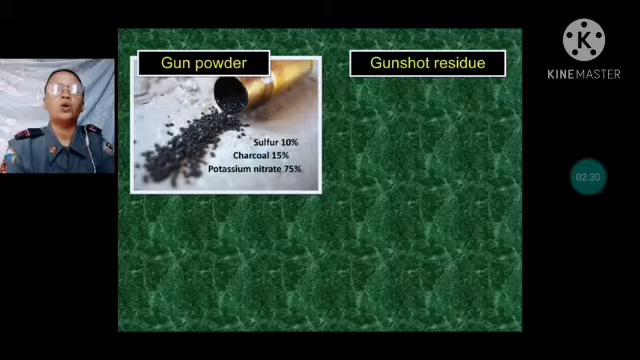 Gun powder
Gunshot residue
Sulfur 10%
Charcoal 15%
Potassium nitrate 75%
K
KINEMASTER
02:30